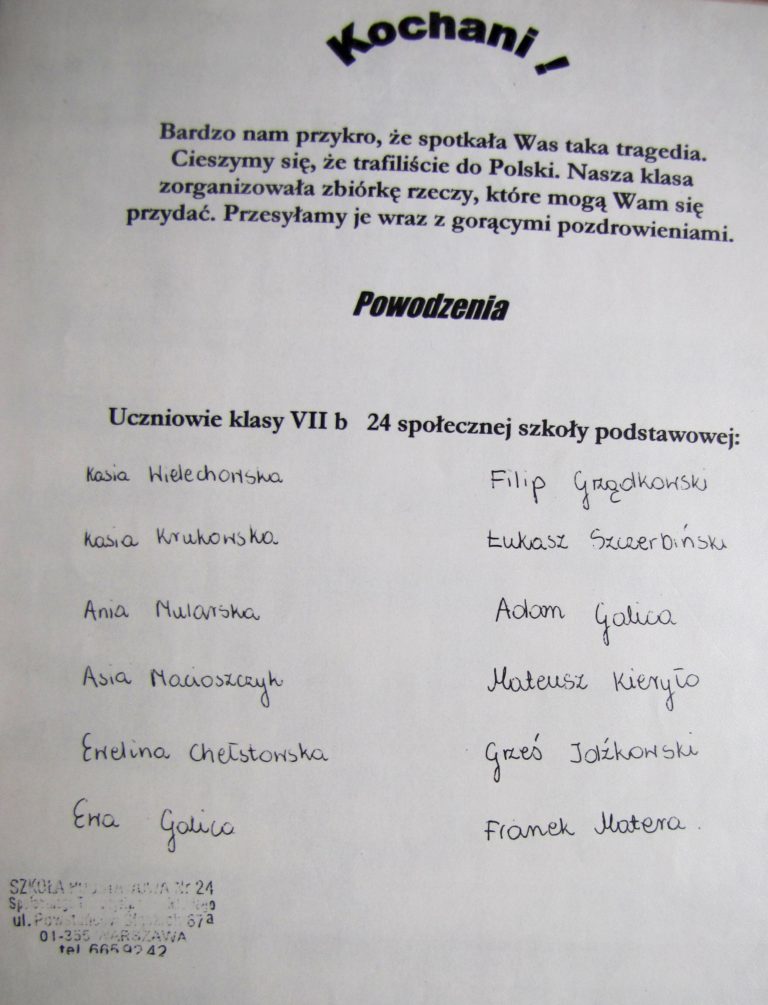 Kochani !
Bardzo nam przykro, że spotkała Was taka tragedia.
Cieszymy się, że trafiliście do Polski. Nasza klasa
zorganizowała zbiórkę rzeczy, które mogą Wam się
przydać. Przesyłamy je wraz z gorącymi pozdrowieniami.
Powodzenia
Uczniowie klasy VII b 24 społecznej szkoły podstawowej:
Kasia Wielechowska Filip Grządkowski
Kasia Krukowska Łukasz Szczerbiński
Ania Mularska Adam Galica
Asia Macioszczyk Mateusz Kieryło
Ewelina Chełstowska Grześ Jóźkowski
Ewa Galica Franek Matera.
SZKOŁA Nr 24
ul. 67a
01-355 WARSZAWA
tel 6659242